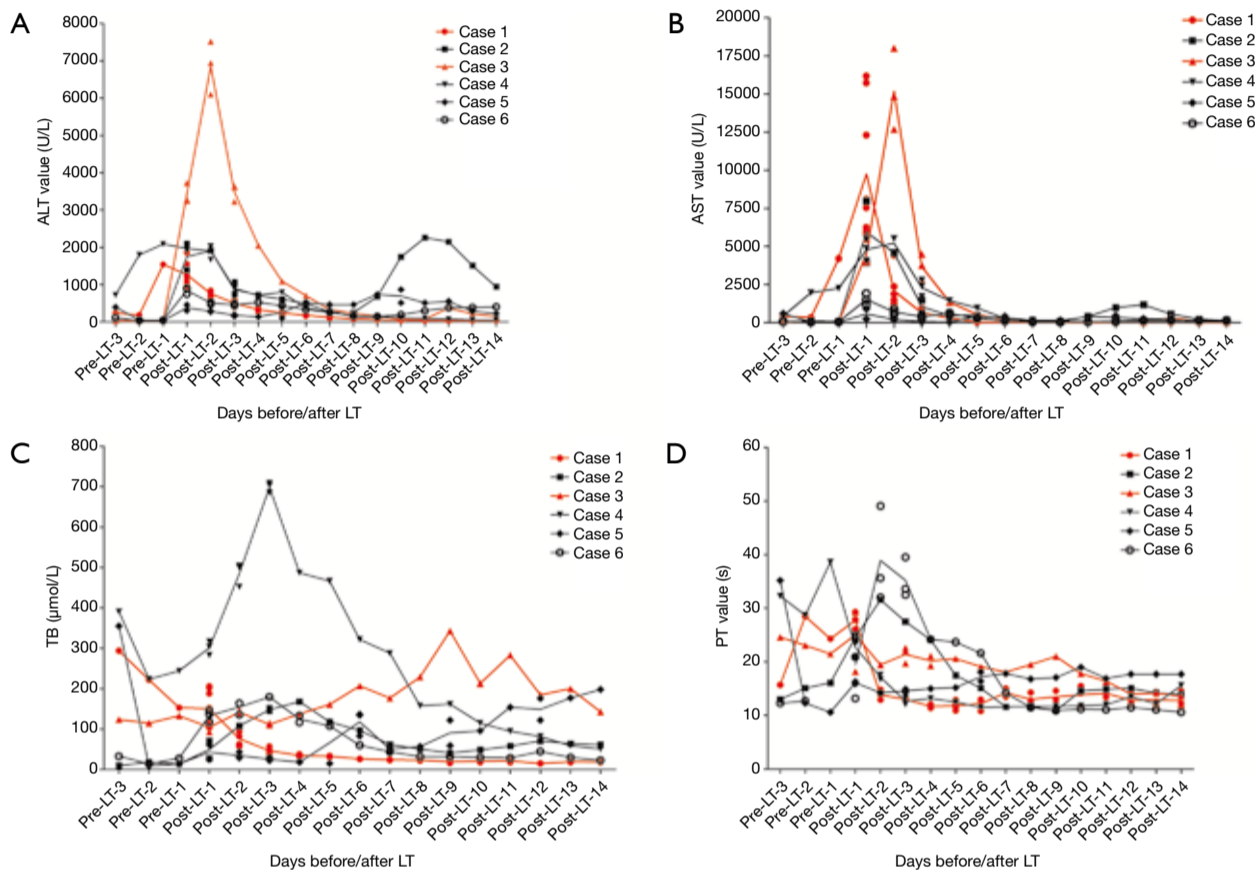 A
8000
7000
6000
5000
4000
3000
2000
1000
0
ALT value (U/L)
Case 1
Case 2
Case 3
Case 4
Case 5
Case 6
Pre-LT-3
Pre-LT-2
Pre-LT-1
Post-LT-1
Post-LT-2
Post-LT-3
Post-LT-4
Post-LT-5
Post-LT-6
Post-LT-7
Post-LT-8
Post-LT-9
Post-LT-10
Post-LT-11
Post-LT-12
Post-LT-13
Post-LT-14
Days before/after LT
B
20000
17500
15000
12500
10000
7500
5000
2500
0
AST value (U/L)
Case 1
Case 2
Case 3
Case 4
Case 5
Case 6
Pre-LT-3
Pre-LT-2
Pre-LT-1
Post-LT-1
Post-LT-2
Post-LT-3
Post-LT-4
Post-LT-5
Post-LT-6
Post-LT-7
Post-LT-8
Post-LT-9
Post-LT-10
Post-LT-11
Post-LT-12
Post-LT-13
Post-LT-14
Days before/after LT
C
800
700
600
500
400
300
200
100
0
TB (μmol/L)
Case 1
Case 2
Case 3
Case 4
Case 5
Case 6
Pre-LT-3
Pre-LT-2
Pre-LT-1
Post-LT-1
Post-LT-2
Post-LT-3
Post-LT-4
Post-LT-5
Post-LT-6
Post-LT-7
Post-LT-8
Post-LT-9
Post-LT-10
Post-LT-11
Post-LT-12
Post-LT-13
Post-LT-14
Days before/after LT
D
60
50
40
30
20
10
0
PT value (s)
Case 1
Case 2
Case 3
Case 4
Case 5
Case 6
Pre-LT-3
Pre-LT-2
Pre-LT-1
Post-LT-1
Post-LT-2
Post-LT-3
Post-LT-4
Post-LT-5
Post-LT-6
Post-LT-7
Post-LT-8
Post-LT-9
Post-LT-10
Post-LT-11
Post-LT-12
Post-LT-13
Post-LT-14
Days before/after LT